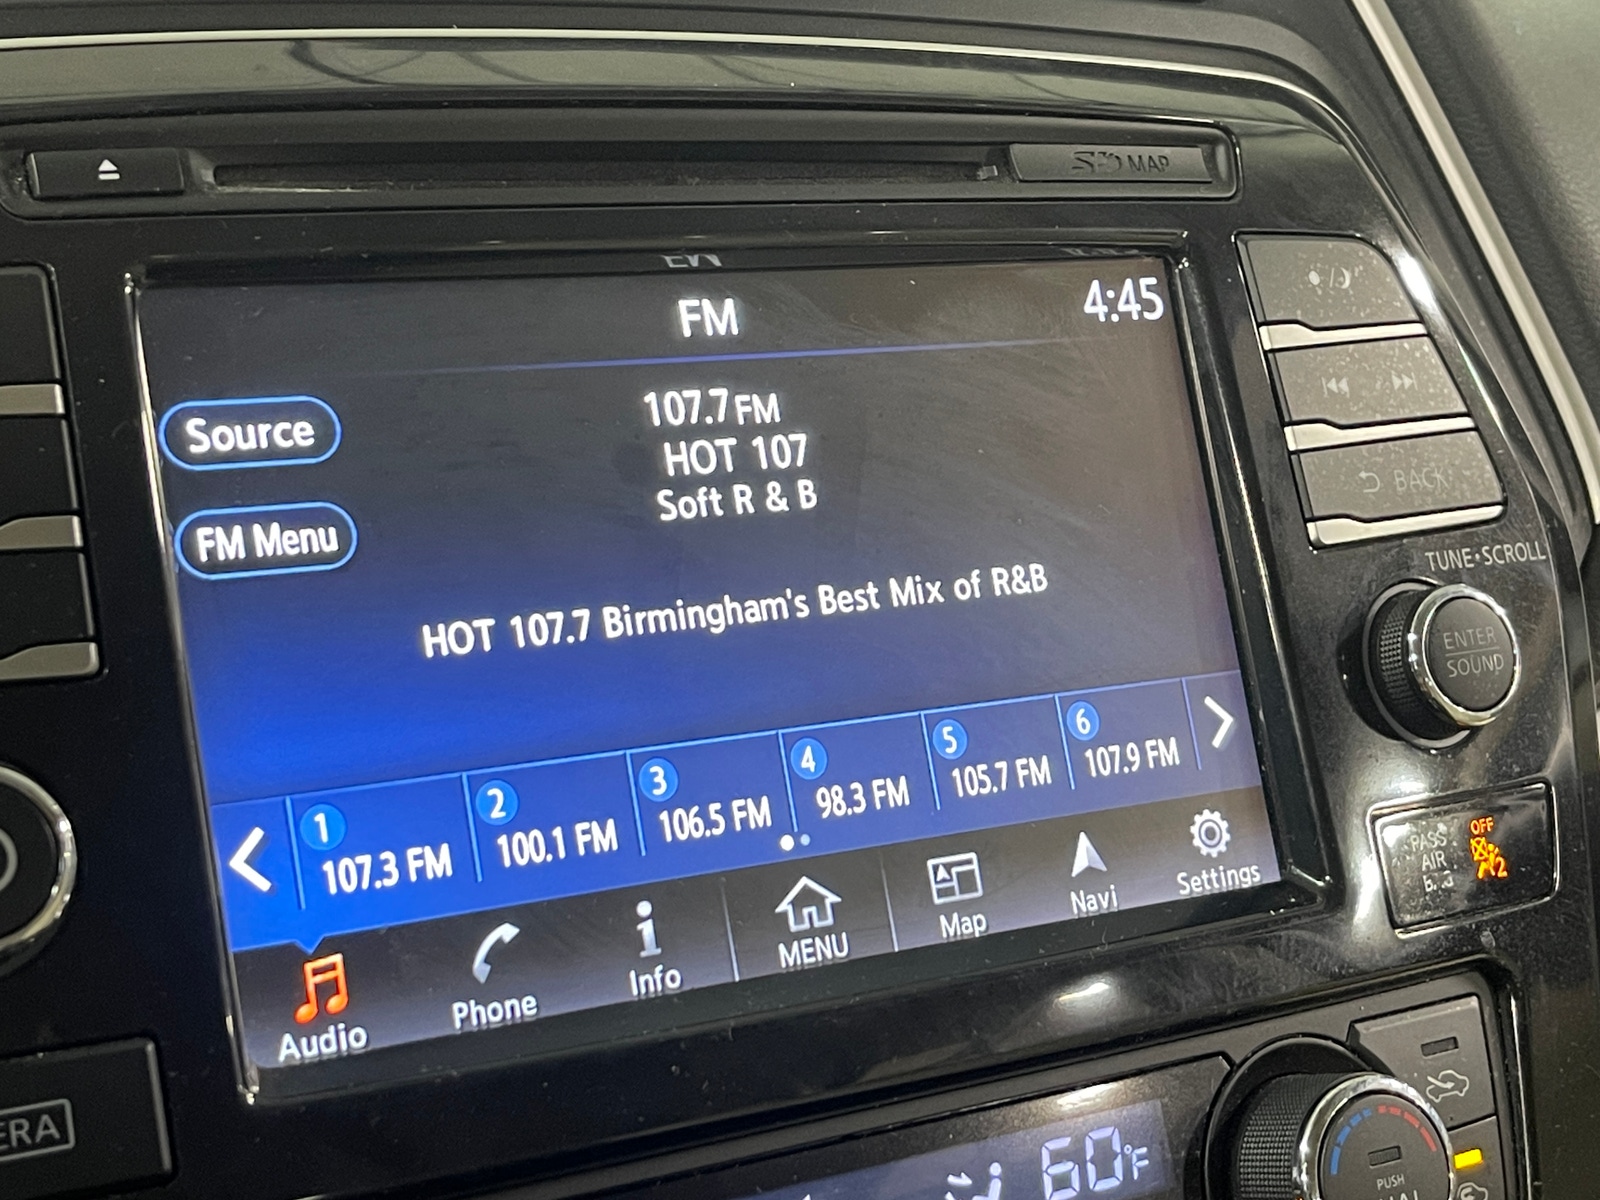 MAP
FM
4:45
Source
107.7 FM
HOT 107
Soft R & B
FM Menu
HOT 107.7 Birmingham's Best Mix of R&B
1
107.3 FM
2
100.1 FM
3
106.5 FM
4
98.3 FM
5
105.7 FM
6
107.9 FM
Audio
Phone
Info
MENU
Map
Navi
Settings
BACK
TUNE·SCROLL
ENTER
SOUND
PASS
AIR
OFF
2
60°F
PUSH